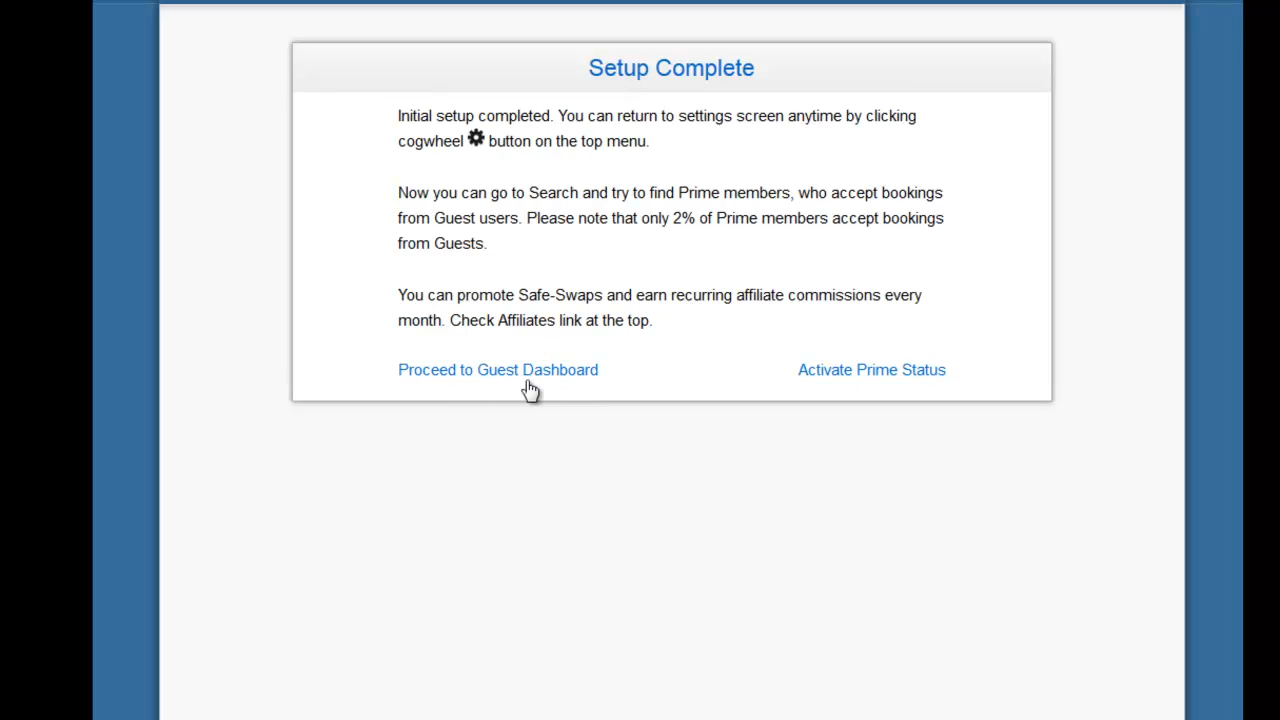 Setup Complete
Initial setup completed. You can return to settings screen anytime by clicking
cogwheel button on the top menu.
Now you can go to Search and try to find Prime members, who accept bookings
from Guest users. Please note that only 2% of Prime members accept bookings
from Guests.
You can promote Safe-Swaps and earn recurring affiliate commissions every
month. Check Affiliates link at the top.
Proceed to Guest Dashboard
Activate Prime Status